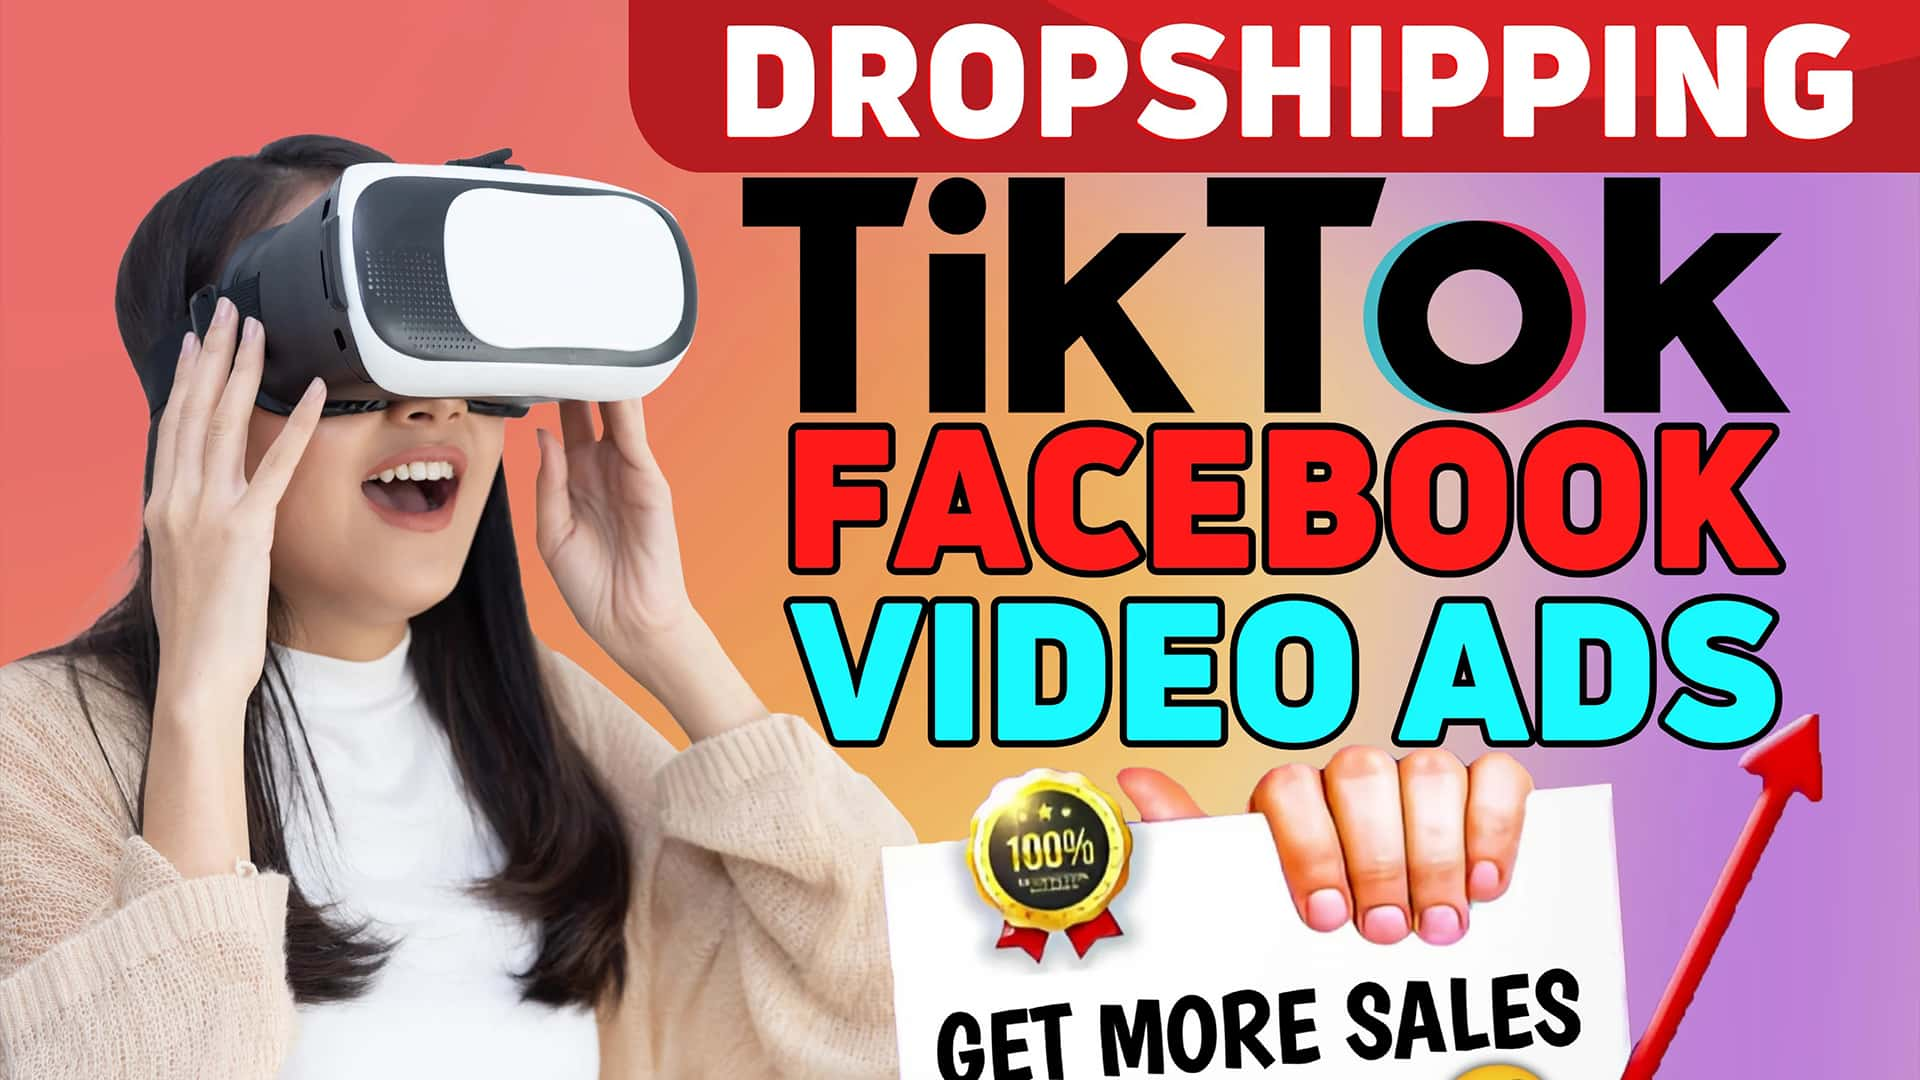 DROPSHIPPING
TikTok
FACEBOOK
VIDEO ADS
100%
GET MORE SALES